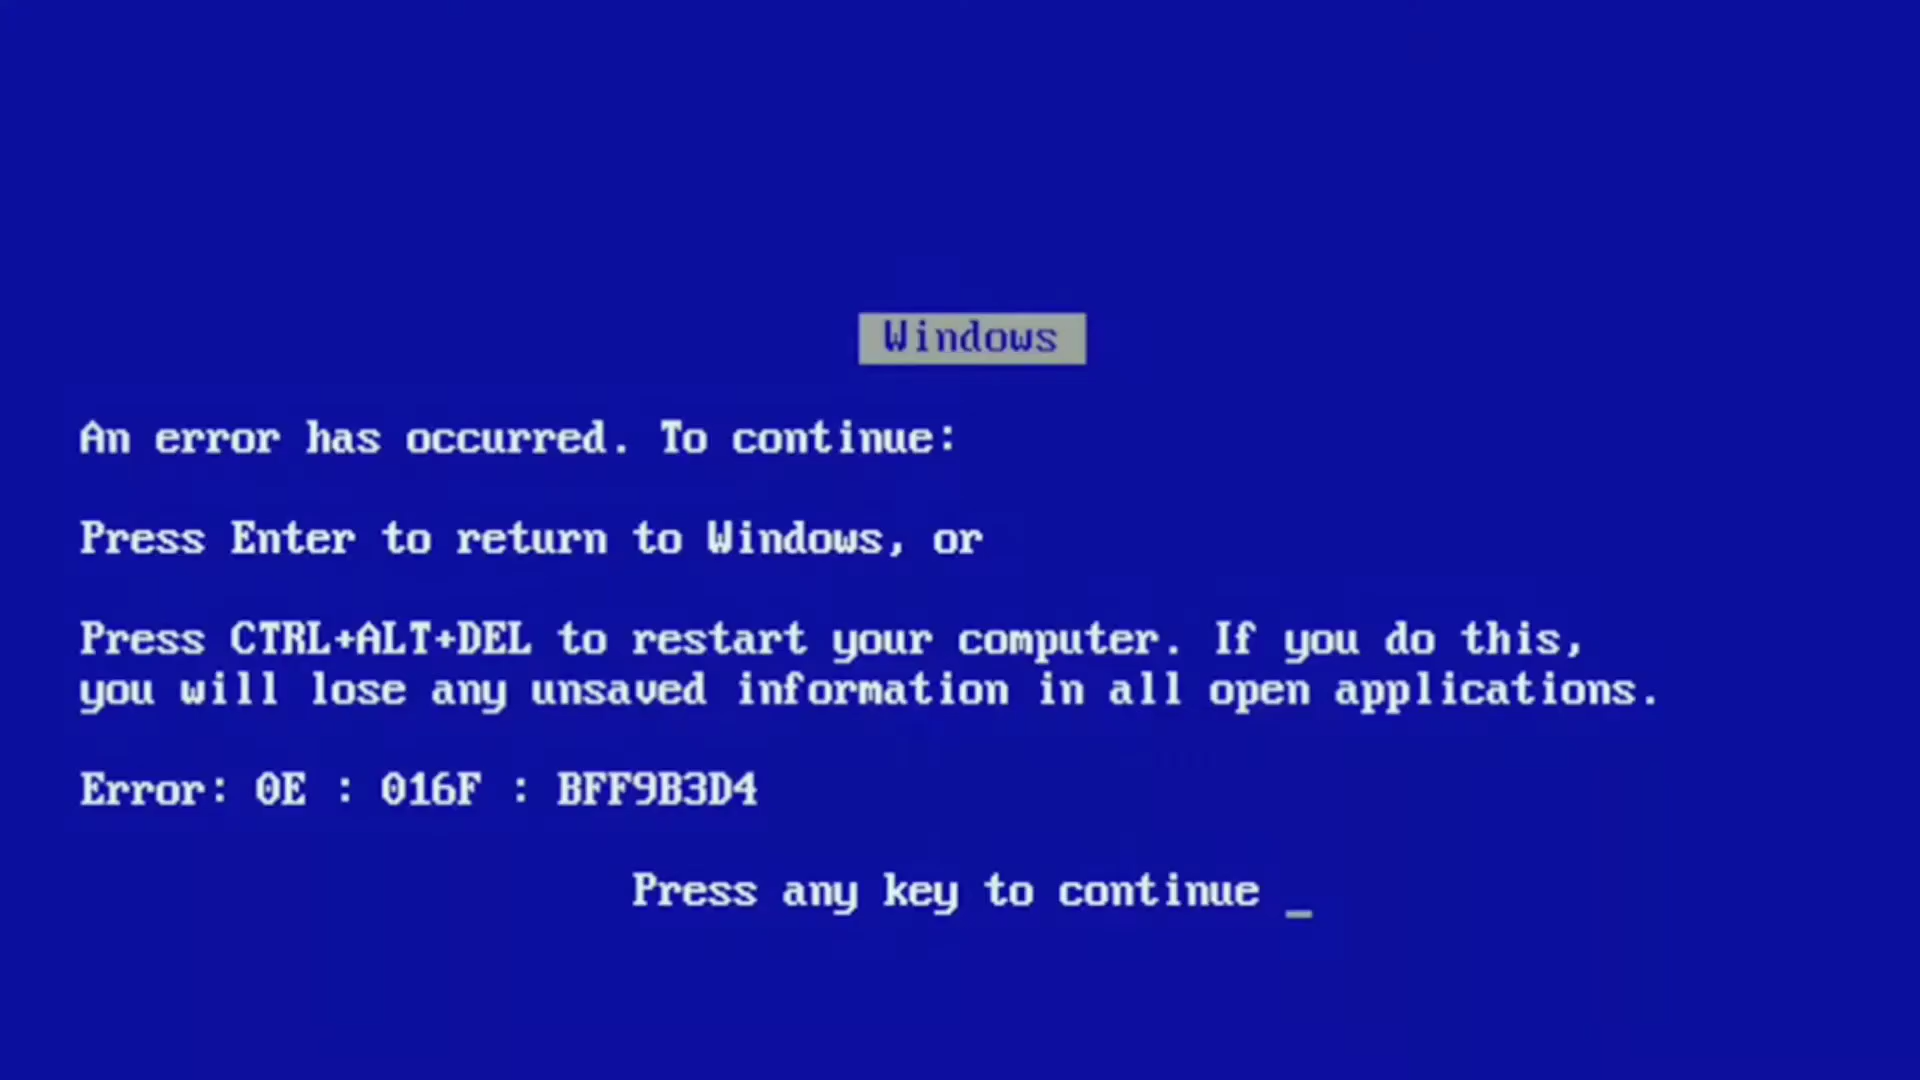 Windows
An error has occurred. To continue:
Press Enter to return to Windows, or
Press CTRL+ALT+DEL to restart your computer. If you do this,
you will lose any unsaved information in all open applications.
Error: 0E : 016F : BFF9B3D4
Press any key to continue _